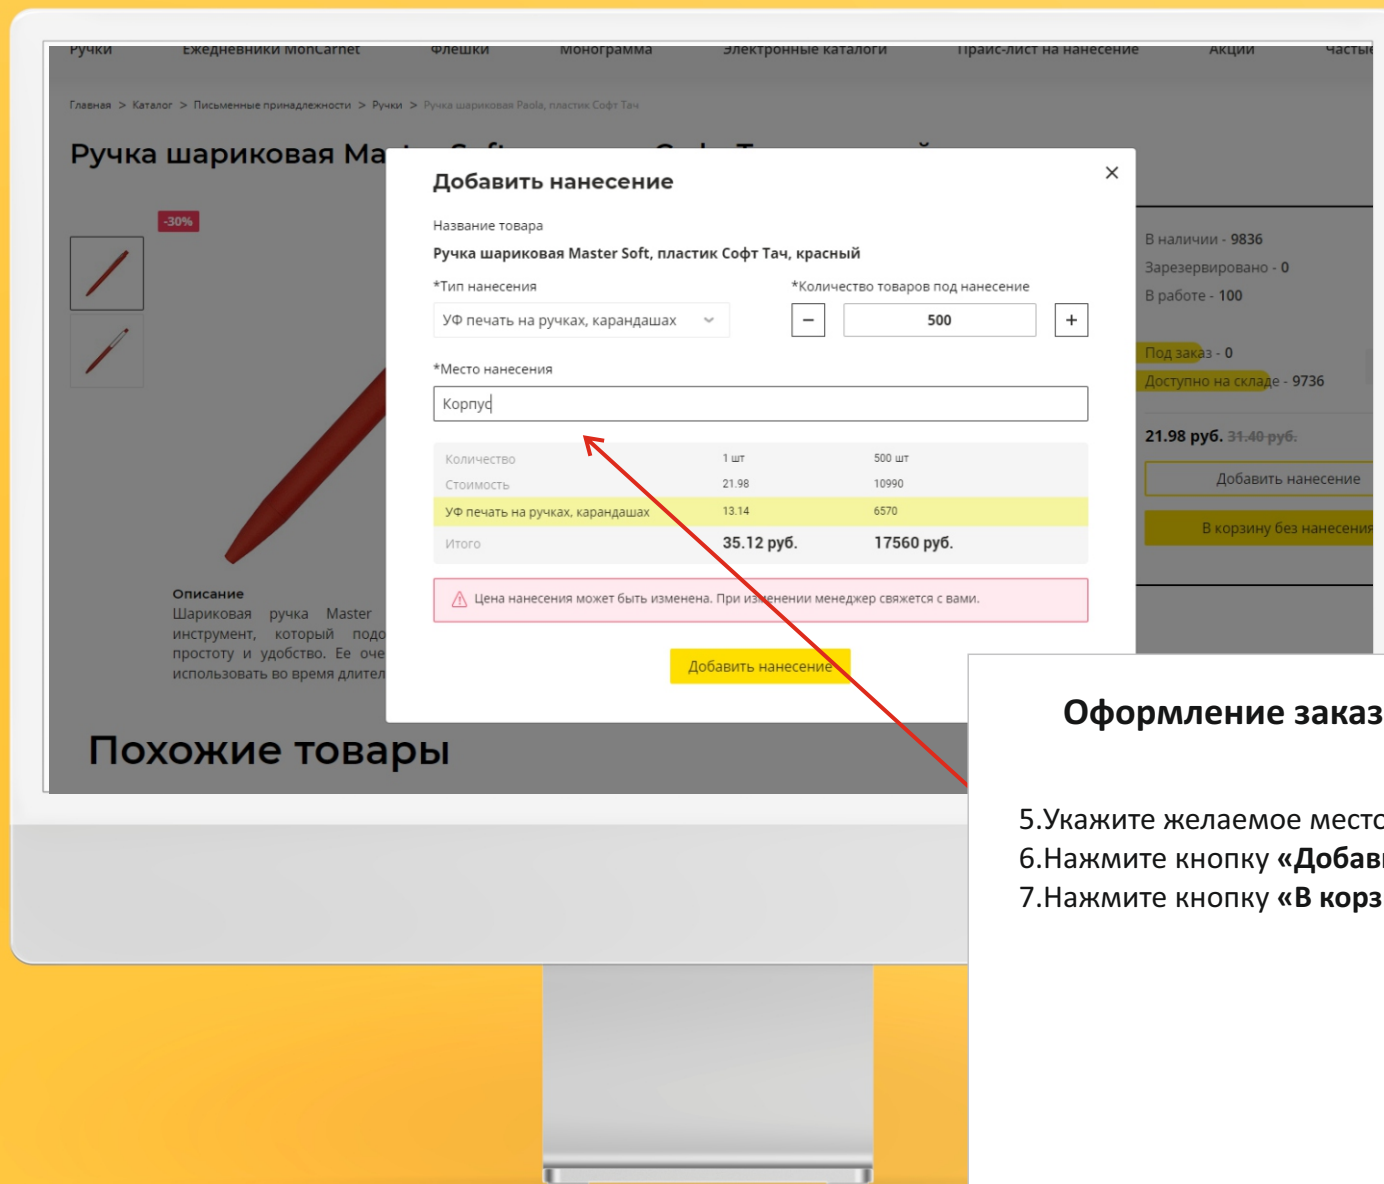 Ручки Ежедневники MonCarnet Флешки Монограмма Электронные каталоги Прайс-лист на нанесение Акции Частые
Главная > Каталог > Письменные принадлежности > Ручки > Ручка шариковая Paola, пластик Софт Тач
Ручка шариковая
-30%
Добавить нанесение
Название товара
Ручка шариковая Master Soft, пластик Софт Тач, красный
*Тип нанесения
*Количество товаров под нанесение
УФ печать на ручках, карандашах
− 500 +
*Место нанесения
Корпус
Количество 1 шт 500 шт
Стоимость 21.98 10990
УФ печать на ручках, карандашах 13.14 6570
Итого 35.12 руб. 17560 руб.
Цена нанесения может быть изменена. При изменении менеджер свяжется с вами.
Добавить нанесение
В наличии - 9836
Зарезервировано - 0
В работе - 100
Под заказ - 0
Доступно на складе - 9736
21.98 руб. 31.40 руб.
Добавить нанесение
В корзину без нанесения
Описание
Шариковая ручка Master
инструмент, который подо
простоту и удобство. Ее оче
использовать во время длител
Похожие товары
Оформление заказ
5.Укажите желаемое место
6.Нажмите кнопку «Добав
7.Нажмите кнопку «В корз